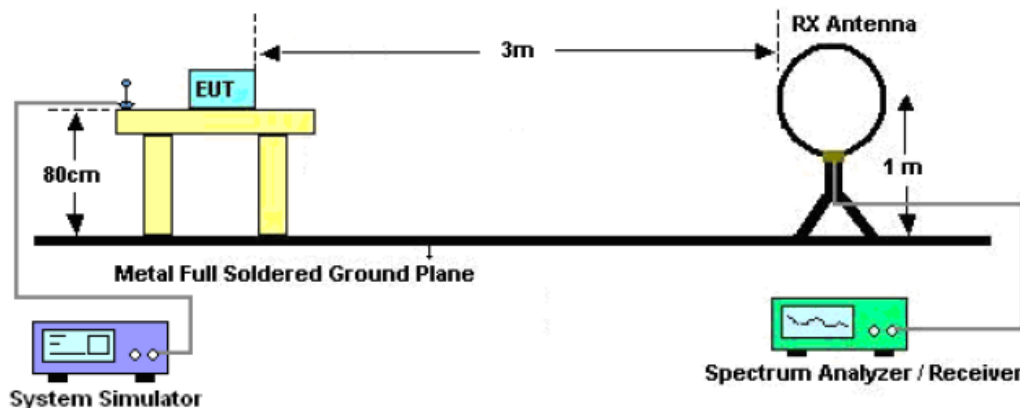 RX Antenna
3m
EUT
80cm
1 m
Metal Full Soldered Ground Plane
System Simulator
Spectrum Analyzer / Receiver